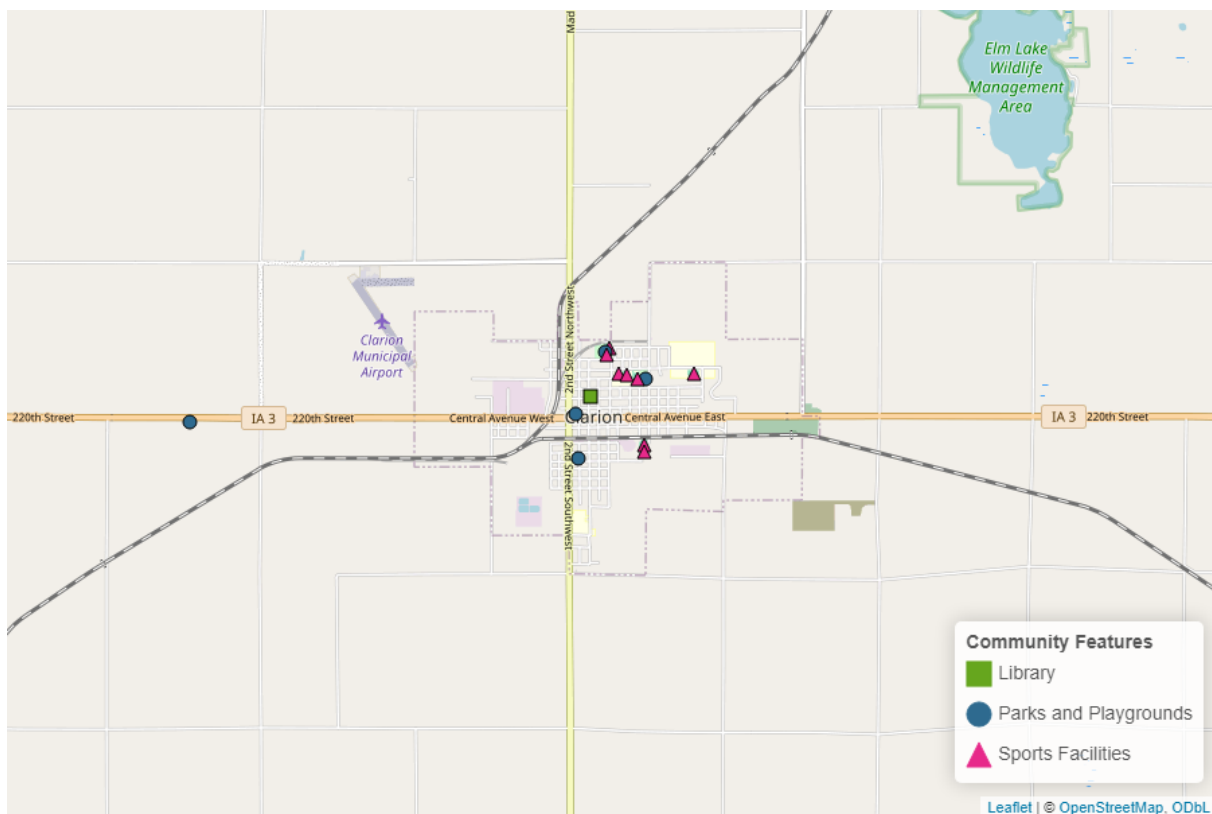 Mad
Elm Lake
Wildlife
Management
Area
2nd Street Northwest
Clarion
Municipal
Airport
220th Street
IA 3
220th Street
Central Avenue West
Clarion
Central Avenue East
IA 3
220th Street
2nd Street Southwest
Community Features
Library
Parks and Playgrounds
Sports Facilities
Leaflet | © OpenStreetMap, ODbL